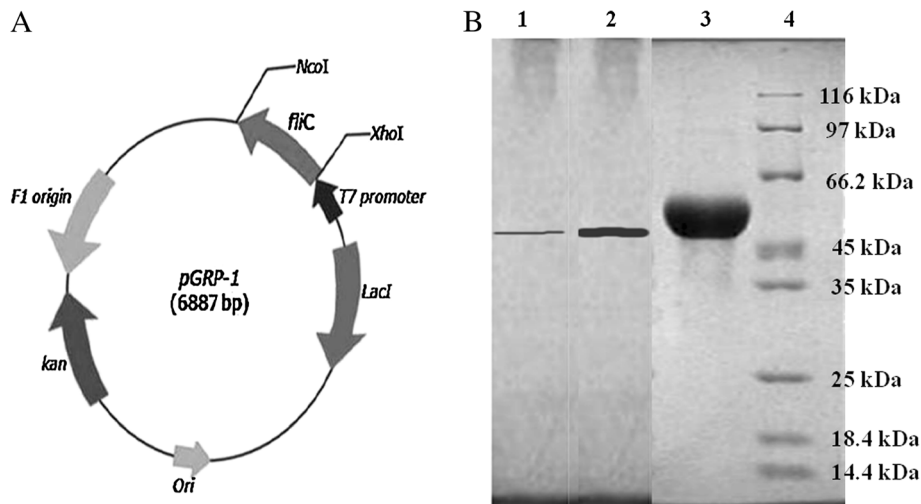 A
NcoI
fliC
XhoI
T7 promoter
F1 origin
pGRP-1
(6887 bp)
LacI
kan
Ori
B
1 2 3 4
116 kDa
97 kDa
66.2 kDa
45 kDa
35 kDa
25 kDa
18.4 kDa
14.4 kDa